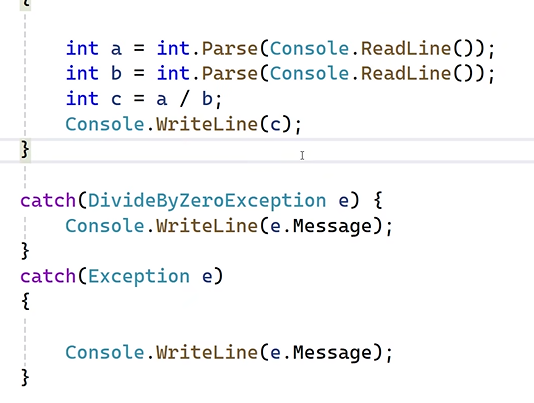 {
int a = int.Parse(Console.ReadLine());
int b = int.Parse(Console.ReadLine());
int c = a / b;
Console.WriteLine(c);
}
catch(DivideByZeroException e) {
Console.WriteLine(e.Message);
}
catch(Exception e)
{
Console.WriteLine(e.Message);
}